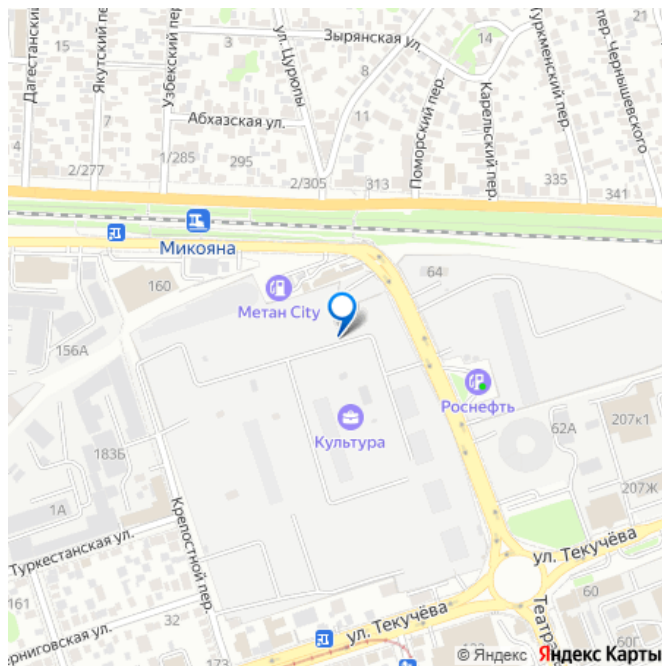 Дагестанский
15
Якутский пер.
Узбекский пер.
3
ул. Цурюпы
Зырянская ул.
14
8
Туркменский пер.
21
пер. Чернышевского
Абхазская ул.
11
7
4
Поморский пер.
Карельский пер.
2/277
1/285
295
2/305
313
335
341
Микояна
160
Метан City
64
156А
Роснефть
207к1
62А
Культура
183Б
207Ж
1А
Крепостной пер.
Туркестанская ул.
ул. Текучёва
161
32
60
ерниговская ул.
ул. Текучёва
Театр
60Г
173
© Яндекс Яндекс Карты